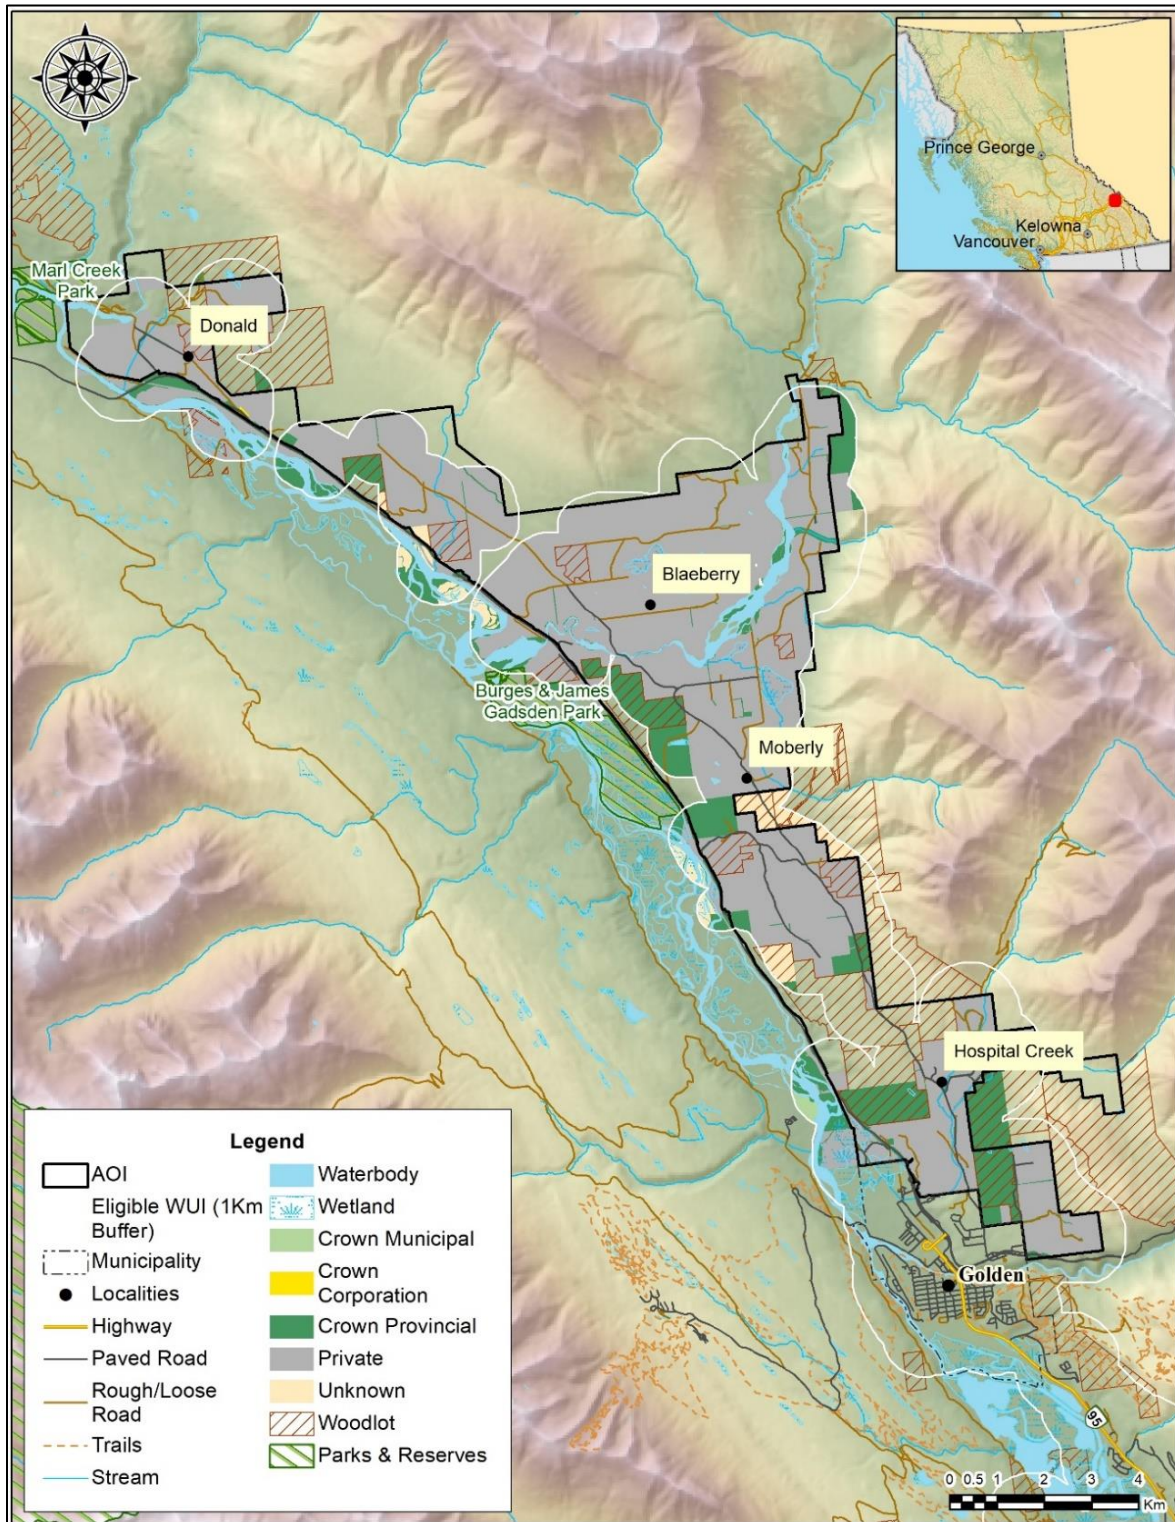 Prince George
Kelowna
Vancouver
Marl Creek
Park
Donald
Blaeberry
Burges & James
Gadsden Park
Moberly
Hospital Creek
Golden
95
Legend
AOI
Eligible WUI (1Km
Buffer)
Municipality
Localities
Highway
Paved Road
Rough/Loose
Road
Trails
Stream
Waterbody
Wetland
Crown Municipal
Crown
Corporation
Crown Provincial
Private
Unknown
Woodlot
Parks & Reserves
0 0.5 1 2 3 4
Km